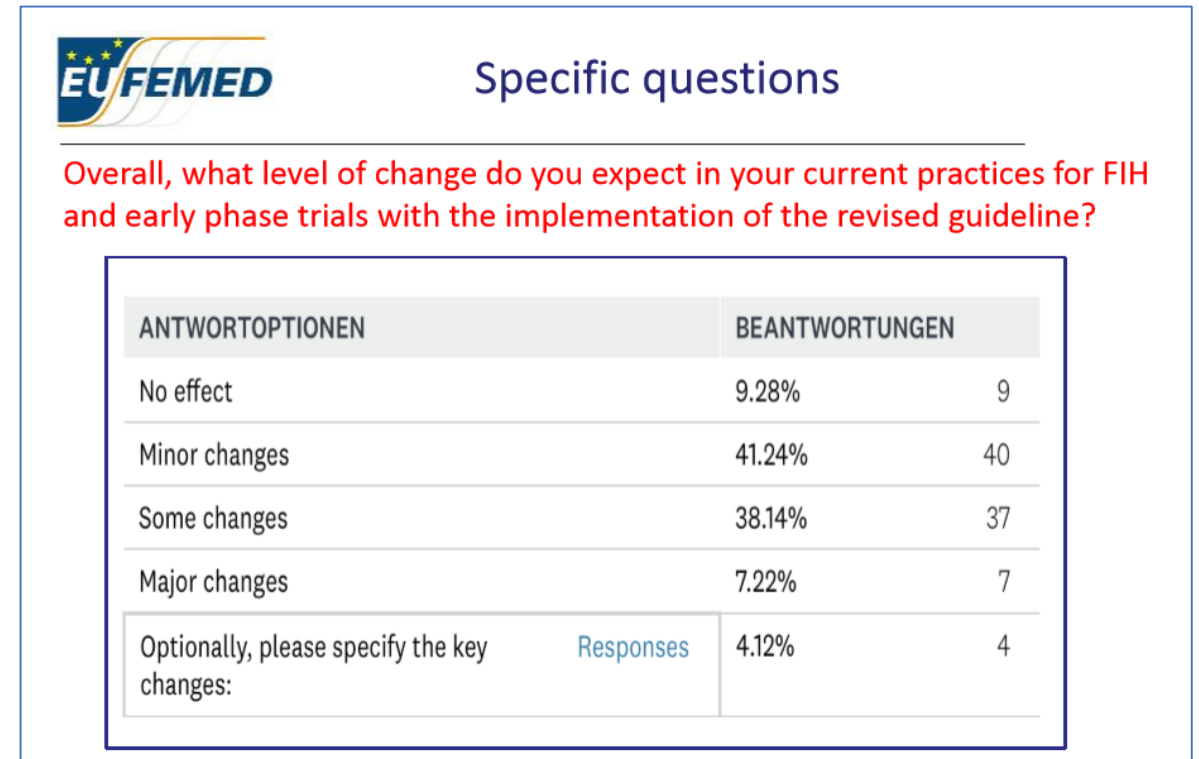 EUFEMED
Specific questions
Overall, what level of change do you expect in your current practices for FIH
and early phase trials with the implementation of the revised guideline?
ANTWORTOPTIONEN BEANTWORTUNGEN
No effect 9.28% 9
Minor changes 41.24% 40
Some changes 38.14% 37
Major changes 7.22% 7
Optionally, please specify the key Responses 4.12% 4
changes: